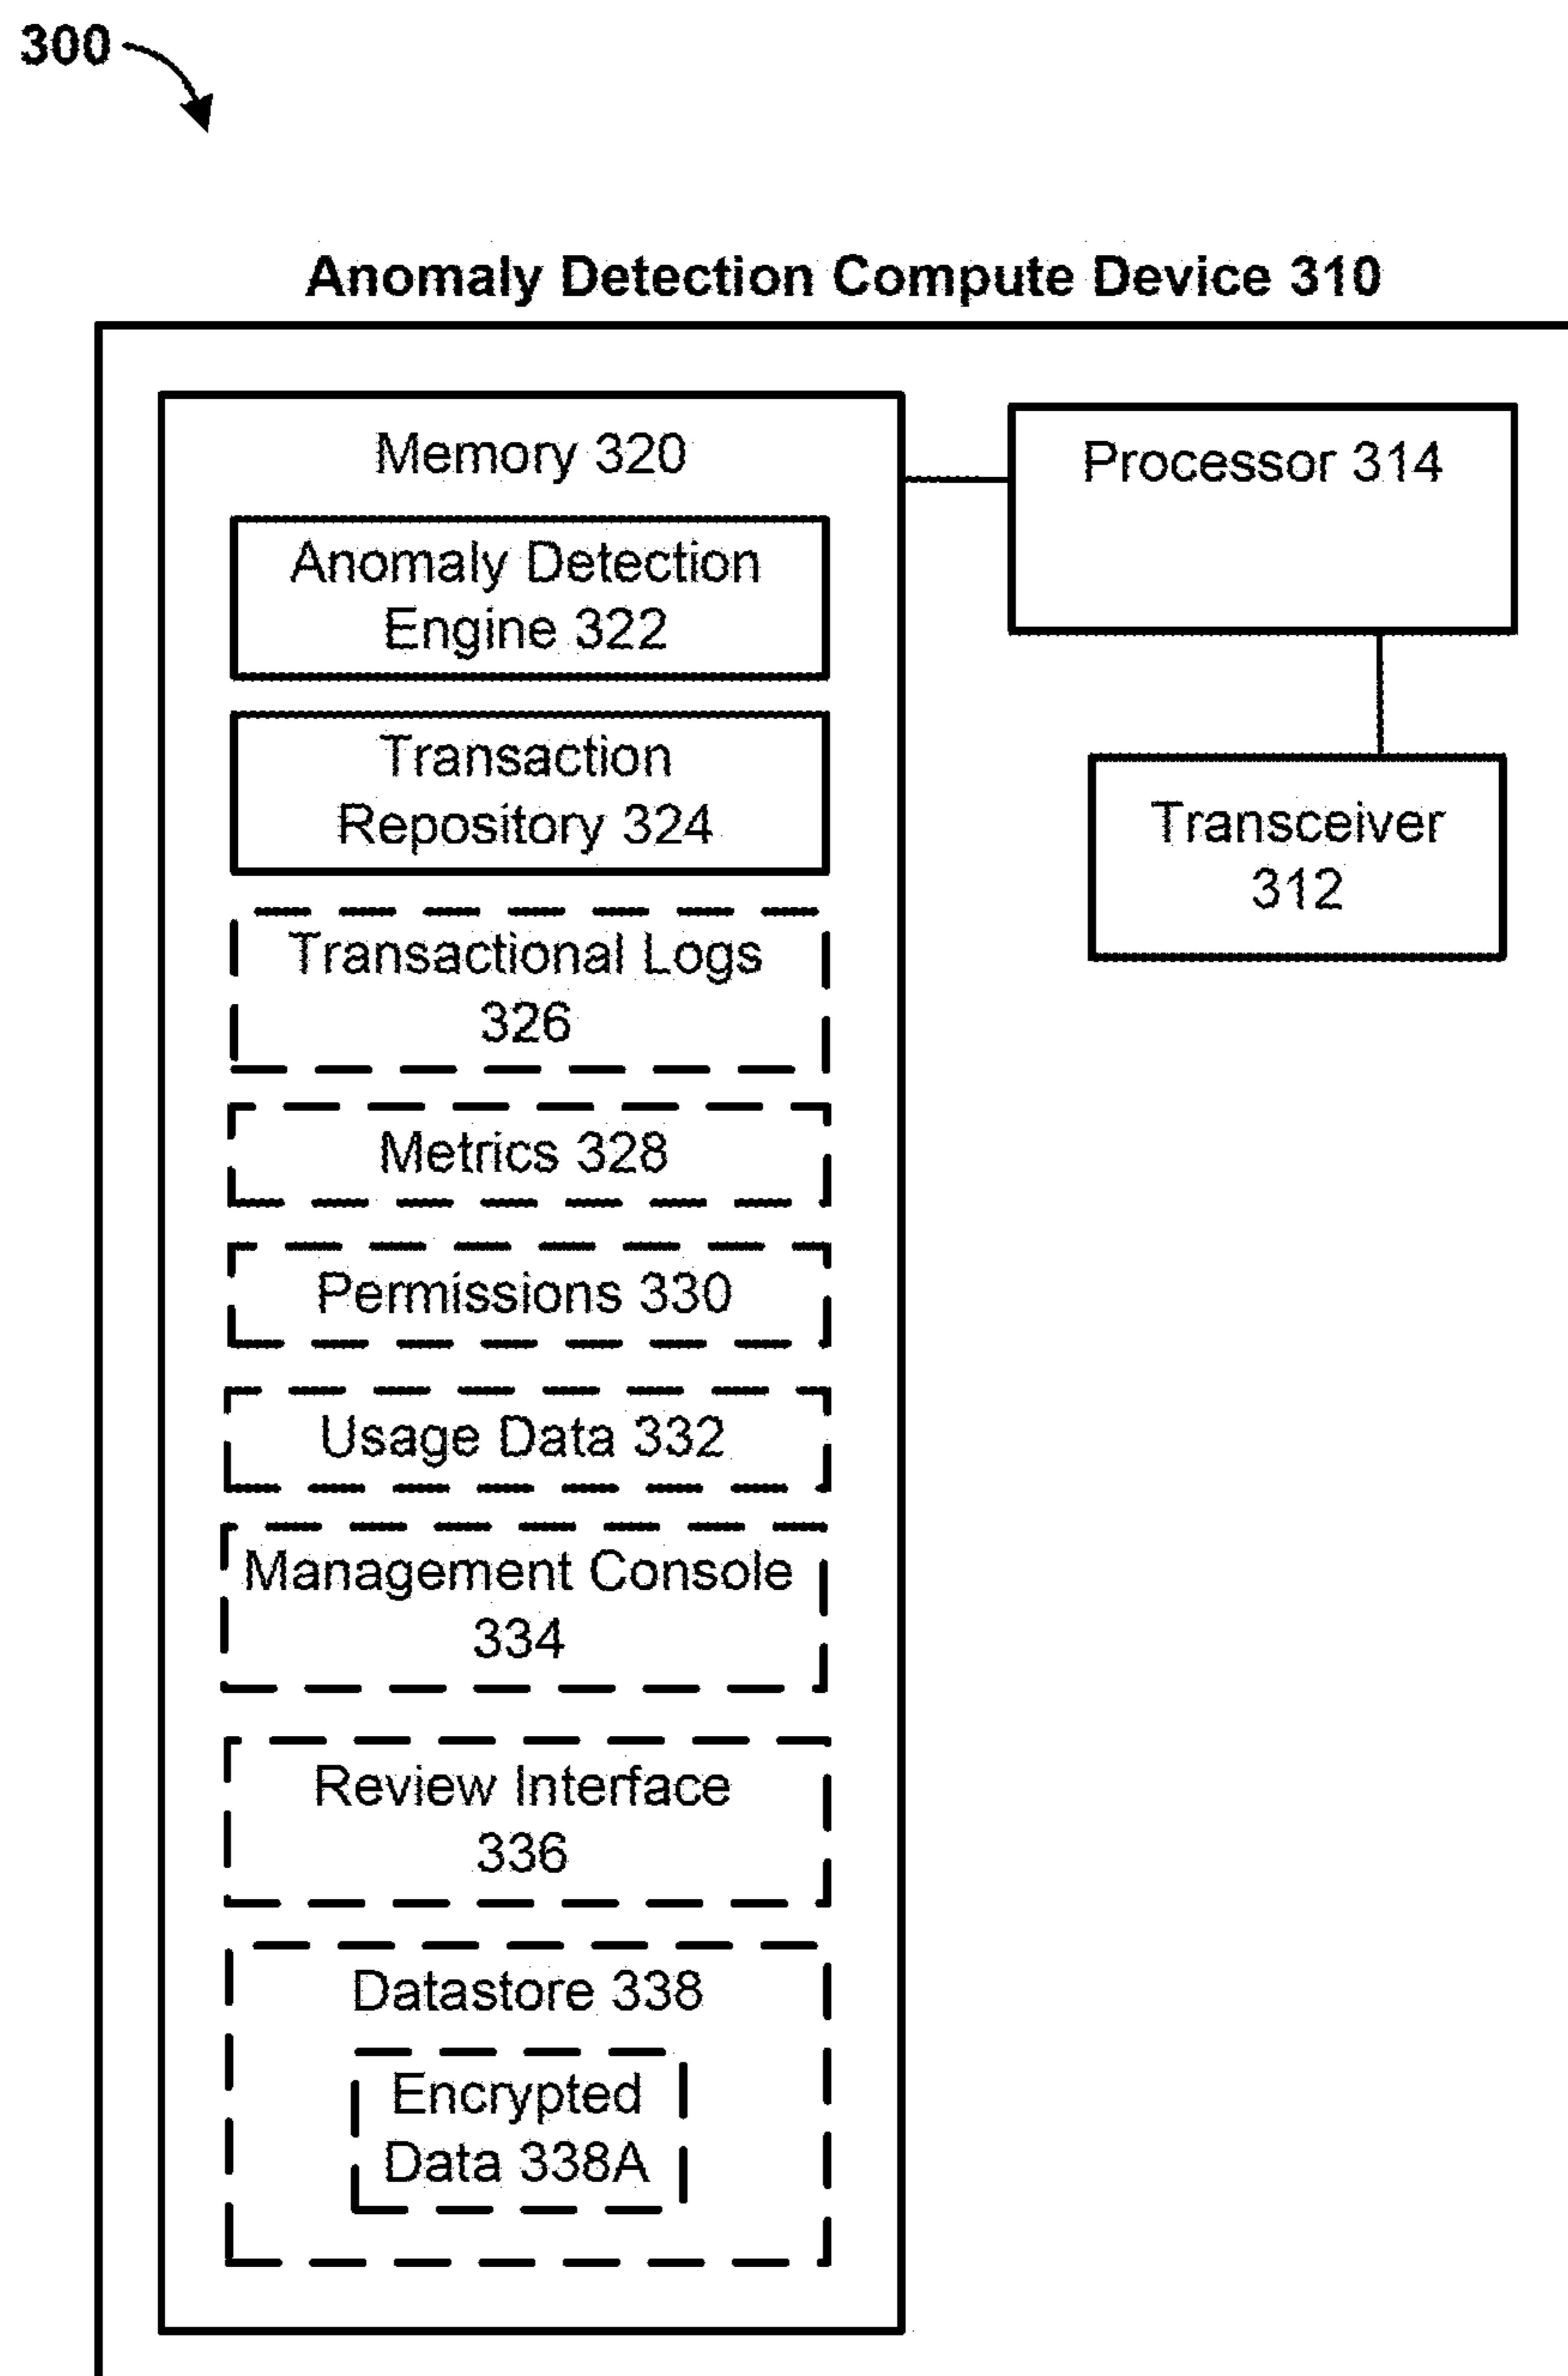 300
Anomaly Detection Compute Device 310
Memory 320
Anomaly Detection
Engine 322
Transaction
Repository 324
Transactional Logs
326
Metrics 328
Permissions 330
Usage Data 332
Management Console
334
Review Interface
336
Datastore 338
Encrypted
Data 338A
Processor 314
Transceiver
312